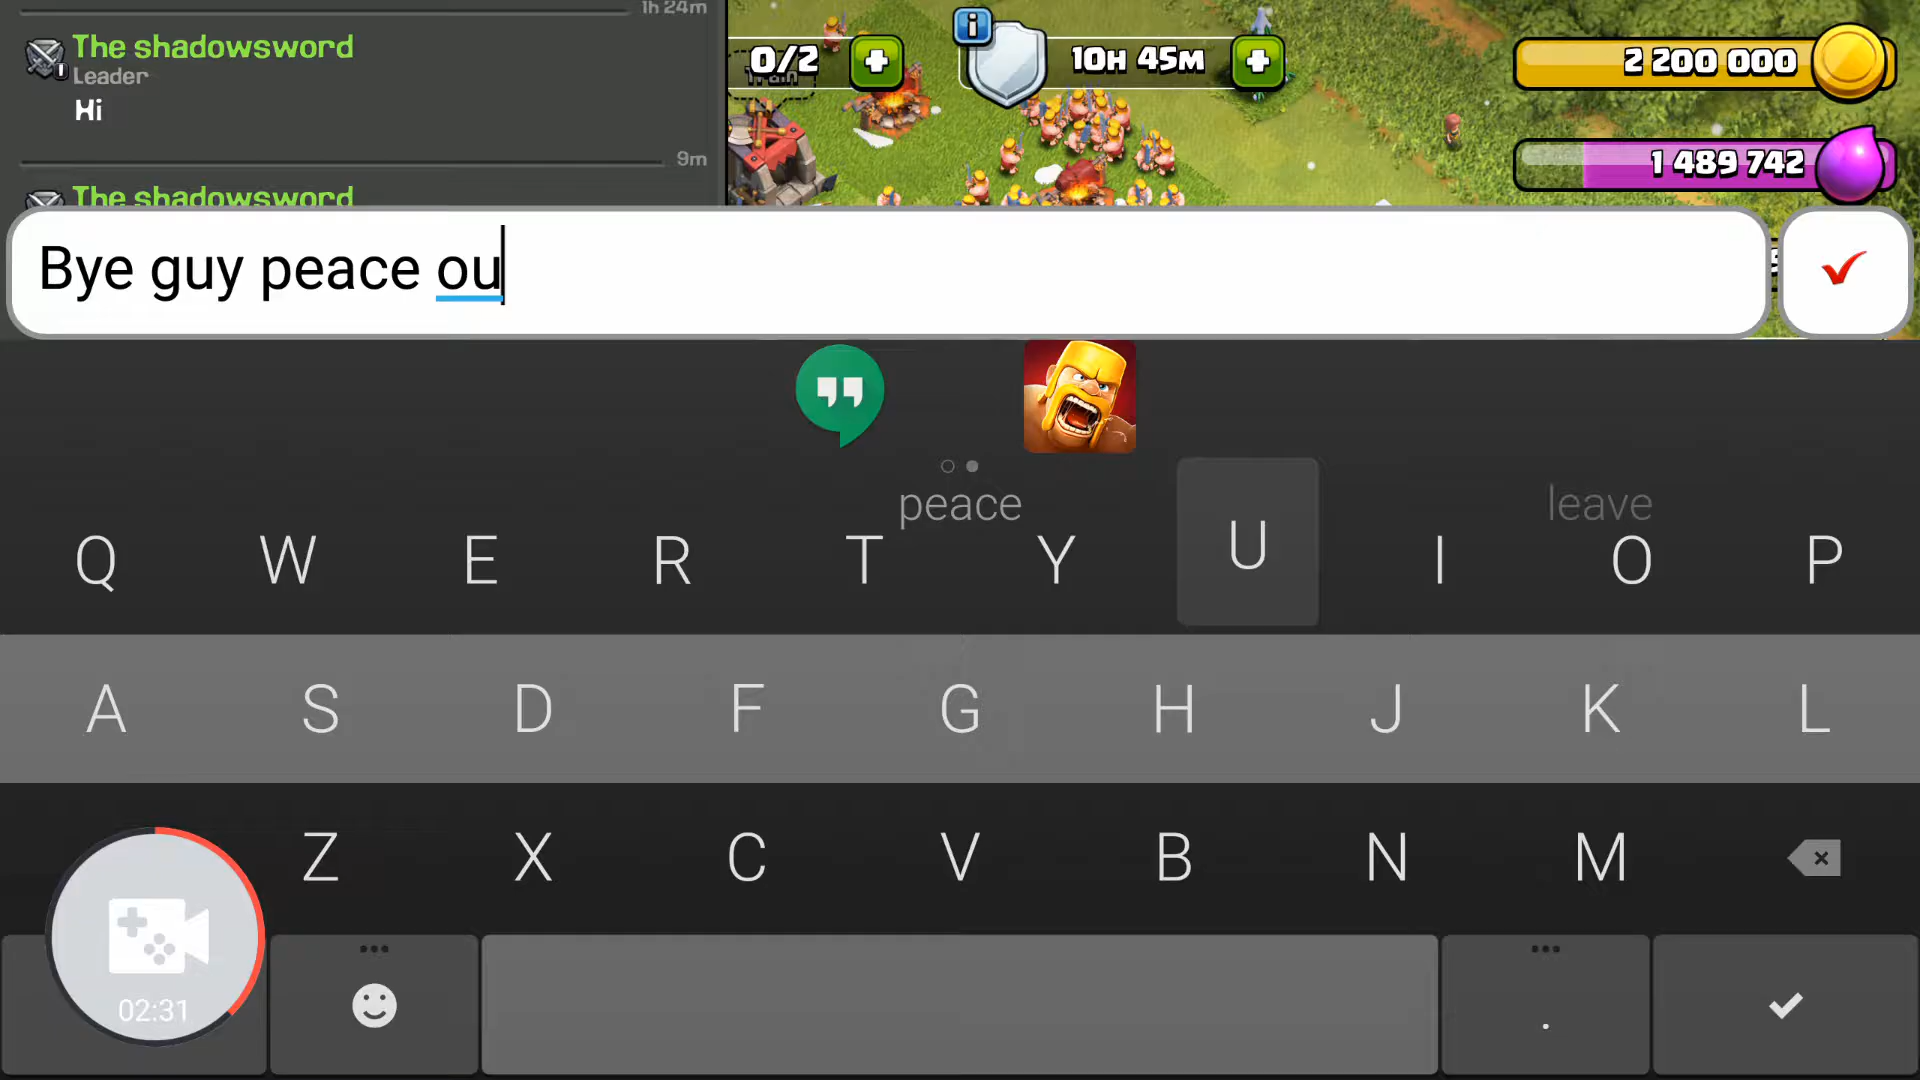 1h 24m
The shadowsword
Leader
Hi
9m
The shadowsword
0/2
Train
i
10H 45M
2 200 000
1 489 742
Bye guy peace ou
peace
leave
Q W E R T Y U I O P
A S D F G H J K L
Z X C V B N M
02:31
.